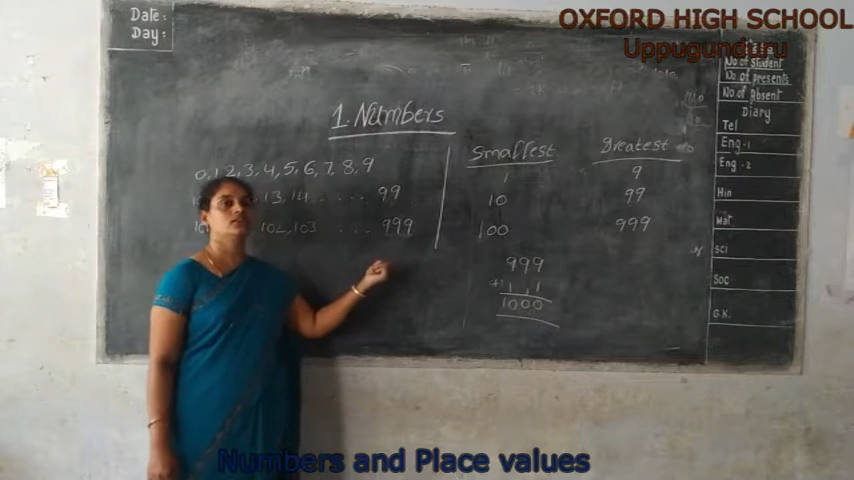 OXFORD HIGH SCHOOL
Uppugunduru
Date:
Day:
No of Student
No of presents
No of Absent
Diary
Tel
Eng-1
Eng-2
Hin
Mat
Sci
Soc
G.K.
1. Numbers
0,1 2,3,4,5,6,7,8,9
13,14 ...... 99
102,103 .... 999
Smallest greatest
1 9
10 99
100 999
999
+1 1 1
1000
Numbers and Place values